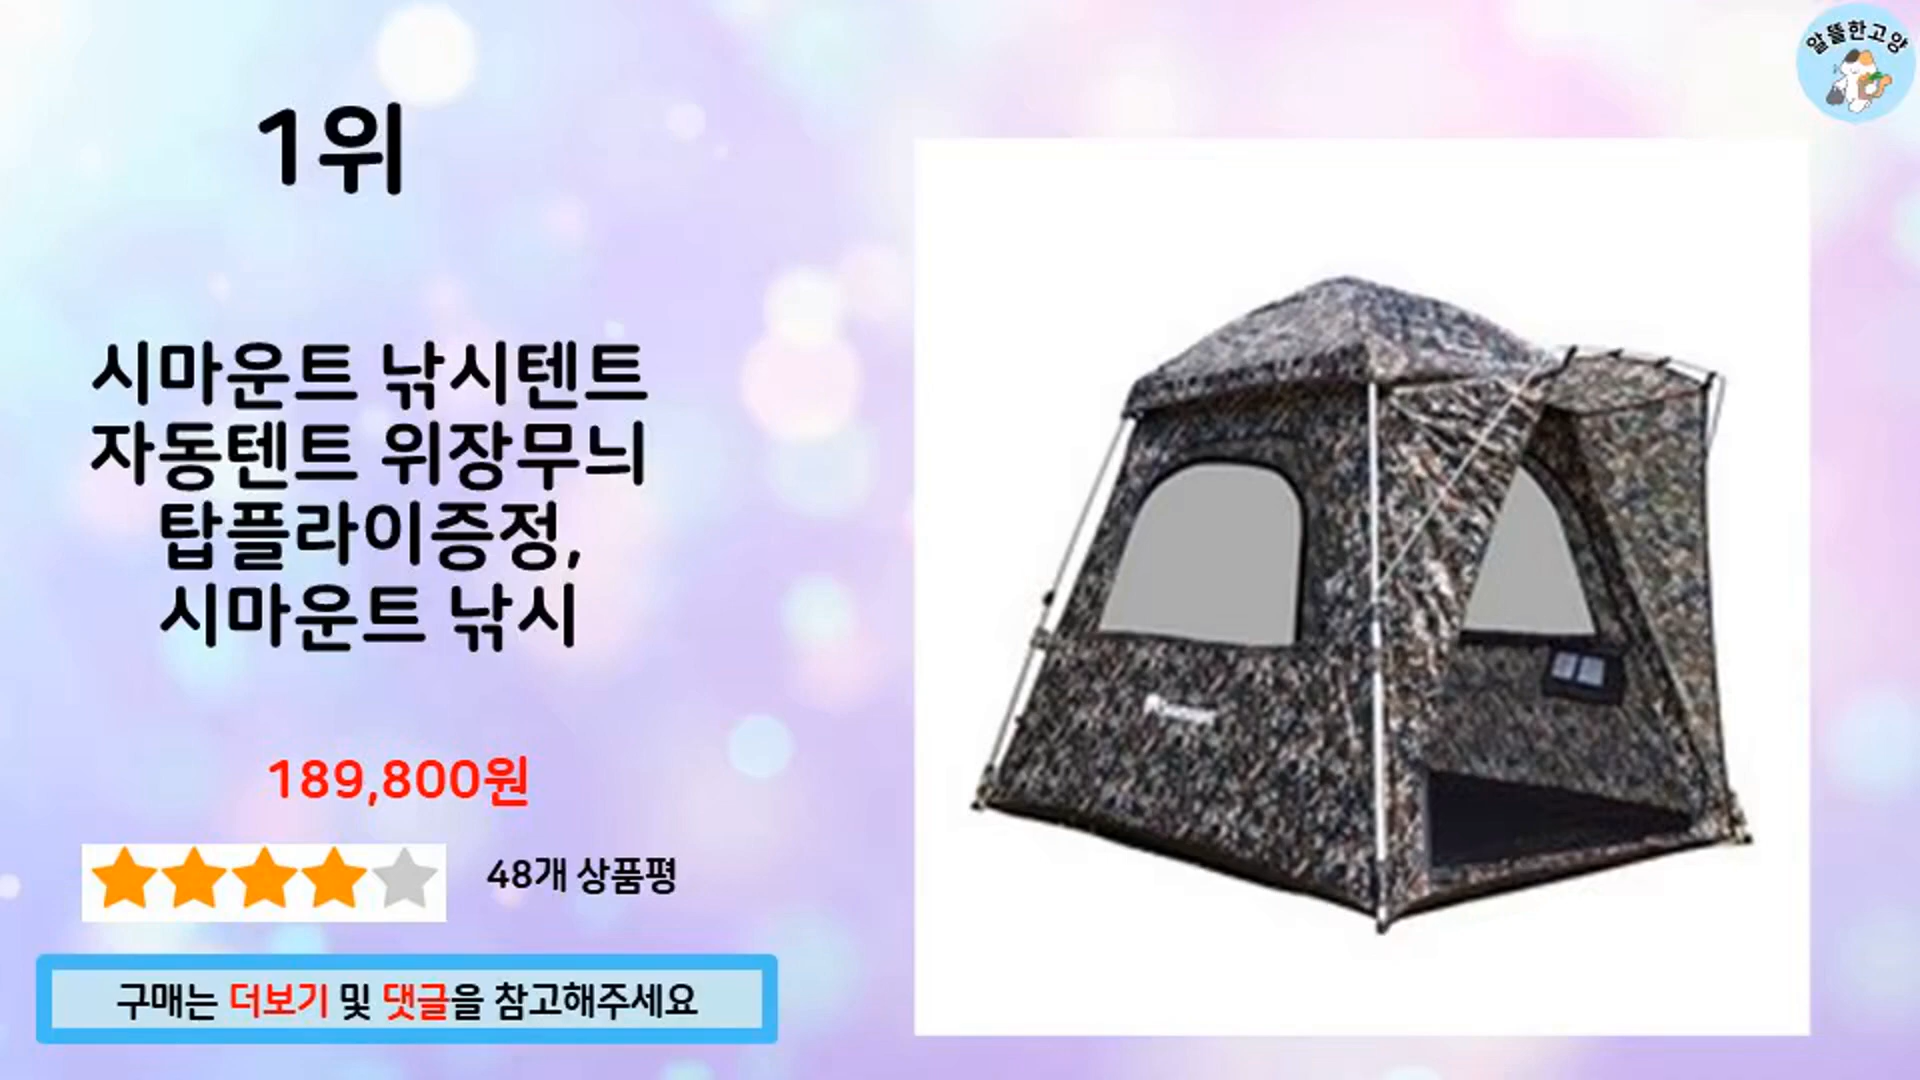 알뜰한고양
1위
시마운트 낚시텐트
자동텐트 위장무늬
탑플라이증정,
시마운트 낚시
189,800원
48개 상품평
구매는 더보기 및 댓글을 참고해주세요